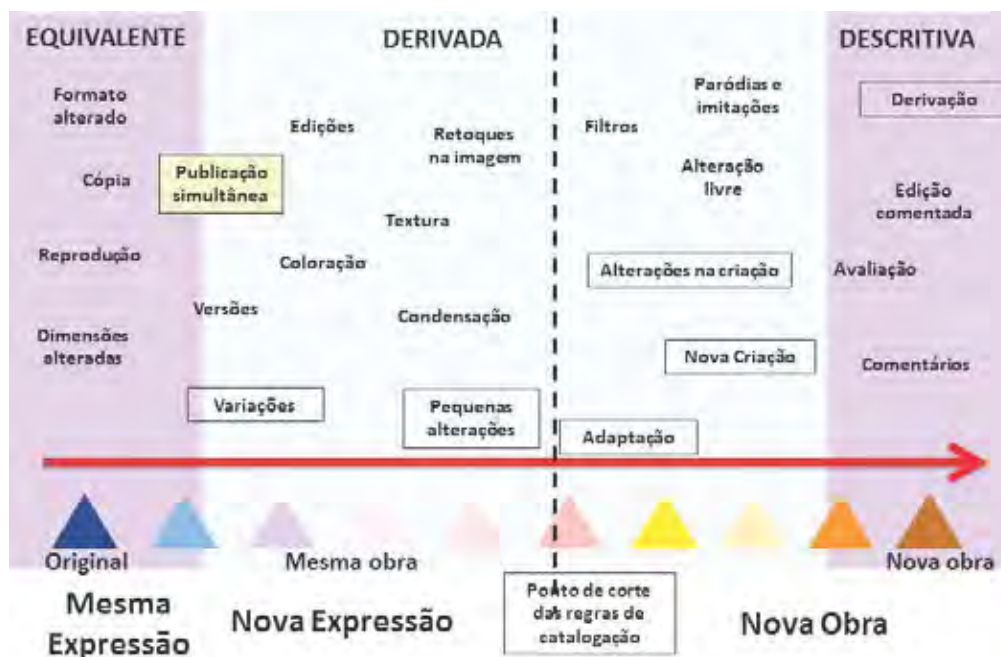 EQUIVALENTE
DERIVADA
DESCRITIVA
Formato
alterado
Cópia
Reprodução
Dimensões
alteradas
Publicação
simultânea
Edições
Retoques
na imagem
Textura
Coloração
Versões
Condensação
Variações
Pequenas
alterações
Filtros
Paródias e
imitações
Alteração
livre
Alterações na criação
Nova Criação
Adaptação
Derivação
Edição
comentada
Avaliação
Comentários
Original
Mesma obra
Nova obra
Mesma
Expressão
Nova Expressão
Ponto de corte
das regras de
catalogação
Nova Obra